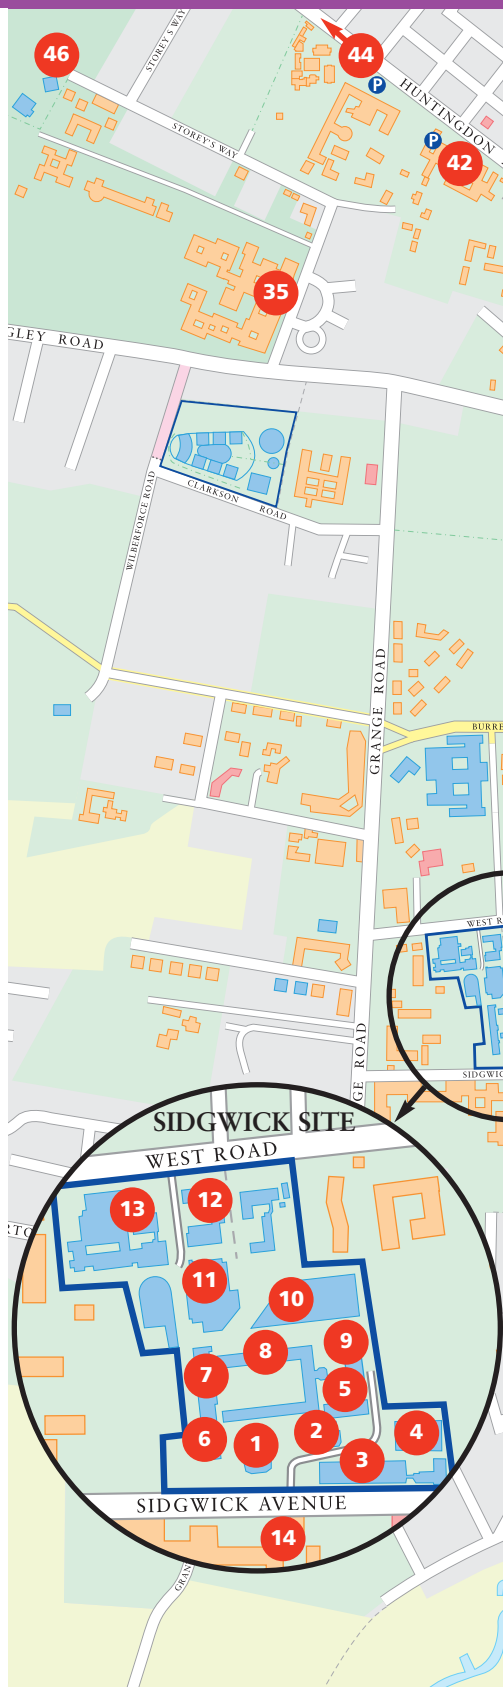 46
STOREY'S WAY
44
P
HUNTINGDON
STOREY'S WAY
P
42
35
GLEY ROAD
CLARKSON ROAD
WILBERFORCE ROAD
GRANGE ROAD
BURRE
WEST R
GE ROAD
SIDGWIC
SIDGWICK SITE
WEST ROAD
12
13
RTO
11
10
9
8
7
5
2
4
6
1
3
SIDGWICK AVENUE
14
GRAN